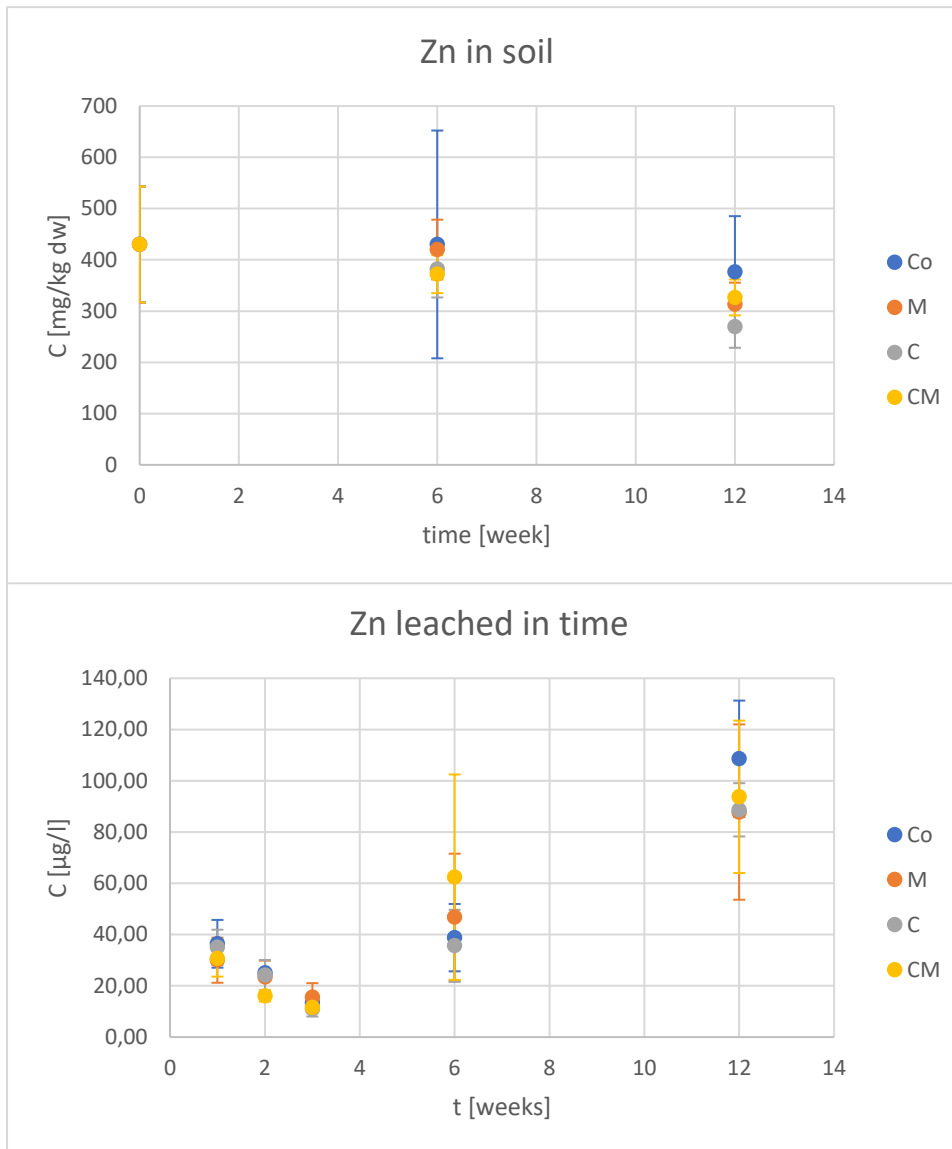 Zn in soil
700
600
500
400
300
200
100
0
C [mg/kg dw]
0 2 4 6 8 10 12 14
time [week]
Co
M
C
CM
Zn leached in time
140,00
120,00
100,00
80,00
60,00
40,00
20,00
0,00
C [µg/l]
0 2 4 6 8 10 12 14
t [weeks]
Co
M
C
CM